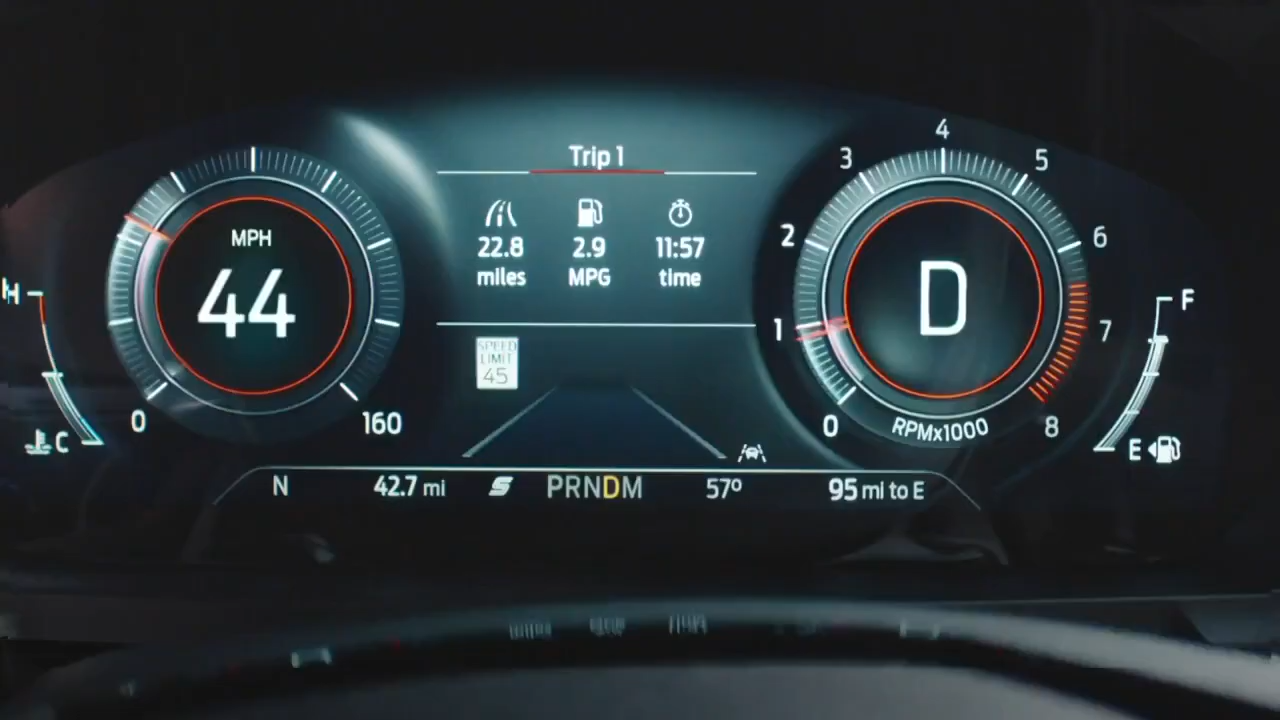 Trip 1
22.8 2.9 11:57
miles MPG time
MPH
44
0 160
SPEED
LIMIT
45
D
0 1 2 3 4 5 6 7 8
RPMx1000
H
C
F
E
N 42.7 mi PRNDM 57° 95 mi to E